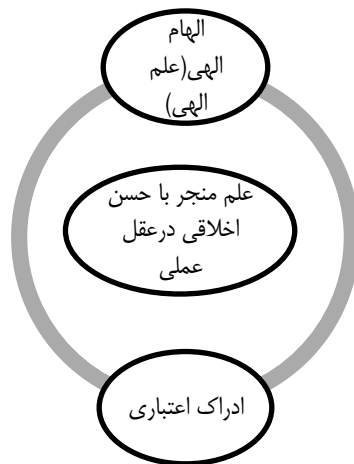 الهام
الهی(علم
الهی)
علم منجر با حسن
اخلاقی درعقل
عملی
ادراک اعتباری